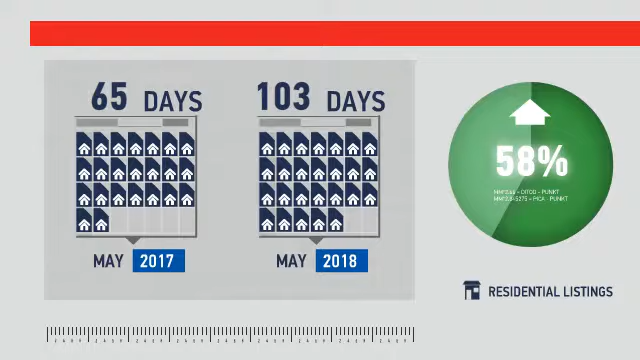 65 DAYS
103 DAYS
MAY 2017
MAY 2018
58%
RESIDENTIAL LISTINGS